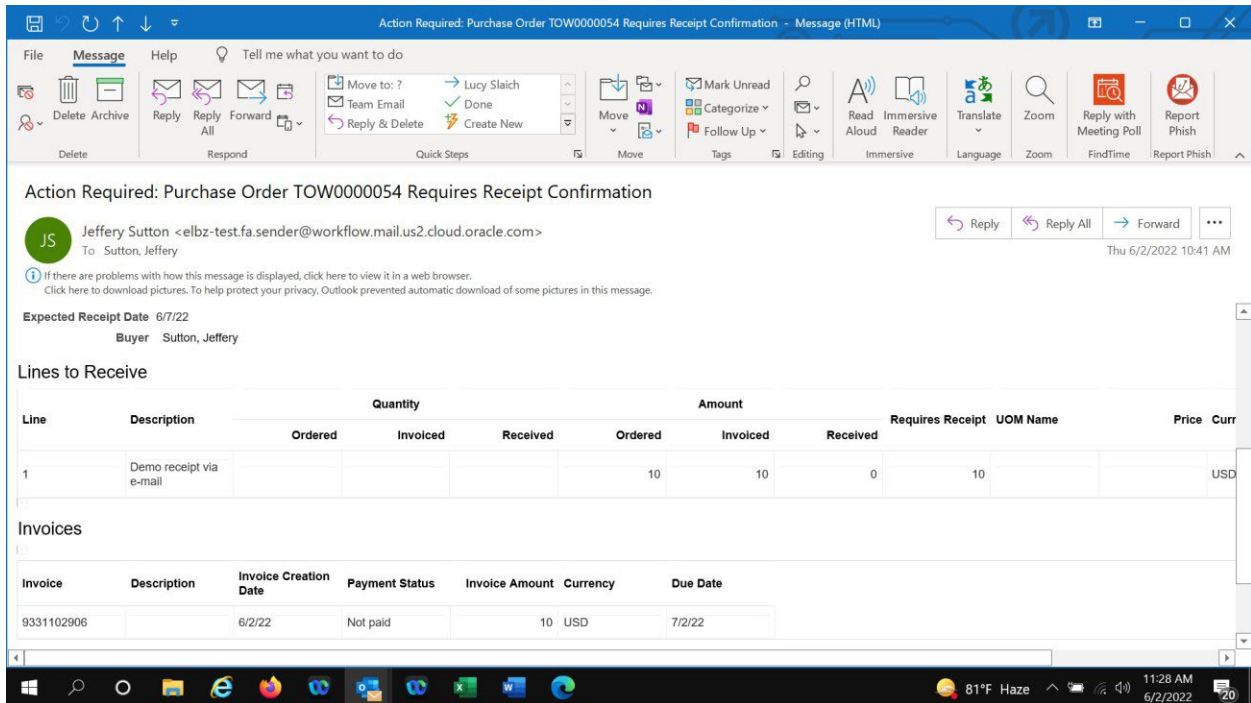 Action Required: Purchase Order TOW0000054 Requires Receipt Confirmation - Message (HTML)
File Message Help Tell me what you want to do
Delete Archive
Reply Reply All Forward
Move to: ? Lucy Slaich
Team Email Done
Reply & Delete Create New
Move
Mark Unread
Categorize
Follow Up
Read Aloud Immersive Reader
Translate
Zoom
Reply with Meeting Poll
Report Phish
Delete Respond Quick Steps Move Tags Editing Immersive Language Zoom FindTime Report Phish
Action Required: Purchase Order TOW0000054 Requires Receipt Confirmation
JS
Jeffery Sutton <elbz-test.fa.sender@workflow.mail.us2.cloud.oracle.com>
To Sutton, Jeffery
Reply Reply All Forward ...
Thu 6/2/2022 10:41 AM
If there are problems with how this message is displayed, click here to view it in a web browser.
Click here to download pictures. To help protect your privacy, Outlook prevented automatic download of some pictures in this message.
Expected Receipt Date 6/7/22
Buyer Sutton, Jeffery
Lines to Receive
Quantity Amount
Line Description Requires Receipt UOM Name Price Curr
Ordered Invoiced Received Ordered Invoiced Received
1 Demo receipt via 10 10 0 10 USD
e-mail
Invoices
Invoice Description Invoice Creation Date Payment Status Invoice Amount Currency Due Date
9331102906 6/2/22 Not paid 10 USD 7/2/22
81°F Haze 11:28 AM
6/2/2022
20